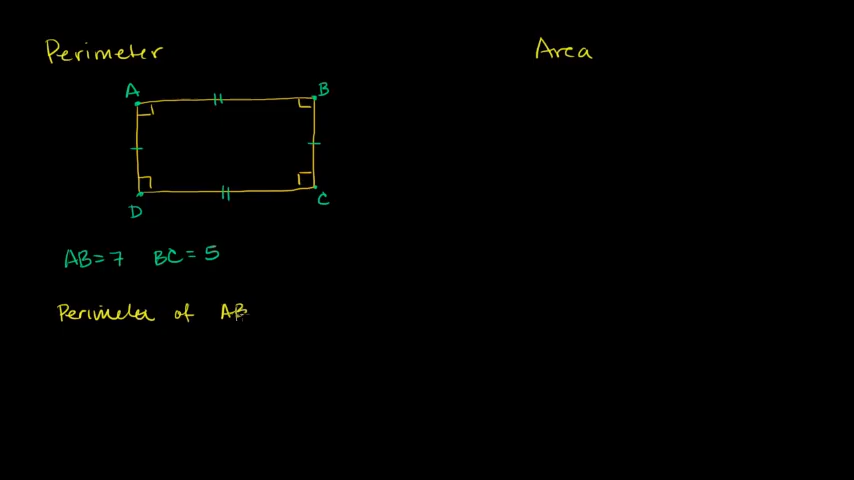 Perimeter
Area
A
B
D
C
AB = 7 BC = 5
Perimeter of AB